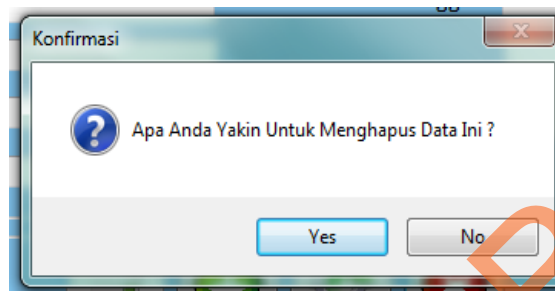 Konfirmasi
Apa Anda Yakin Untuk Menghapus Data Ini ?
Yes
No